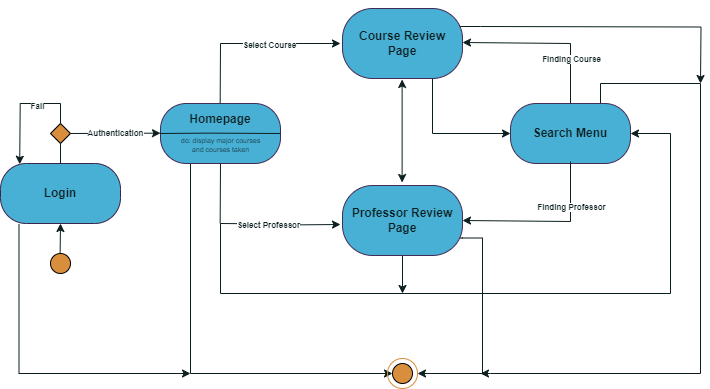 Course Review
Page
Select Course
Finding Course
Fail
Authentication
Homepage
do: display major courses
and courses taken
Search Menu
Login
Professor Review
Page
Select Professor
Finding Professor